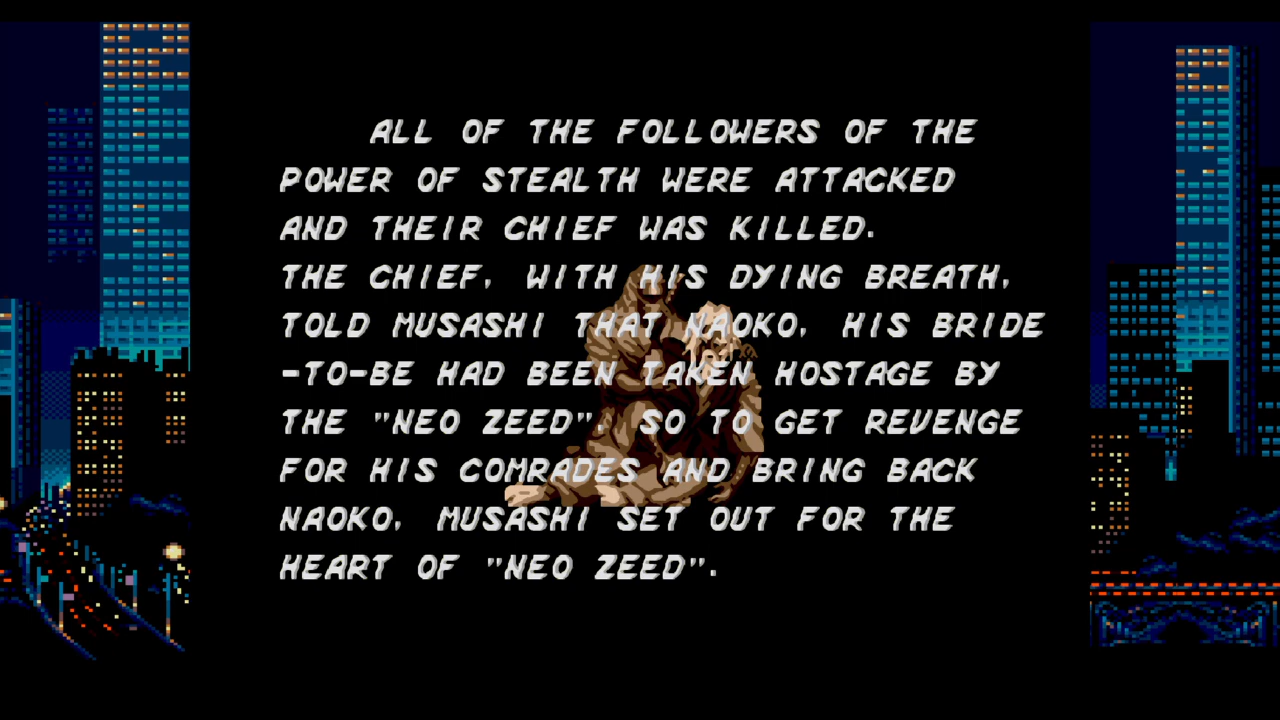 ALL OF THE FOLLOWERS OF THE
POWER OF STEALTH WERE ATTACKED
AND THEIR CHIEF WAS KILLED.
THE CHIEF, WITH HIS DYING BREATH,
TOLD MUSASHI THAT NAOKO, HIS BRIDE
-TO-BE HAD BEEN TAKEN HOSTAGE BY
THE "NEO ZEED". SO TO GET REVENGE
FOR HIS COMRADES AND BRING BACK
NAOKO, MUSASHI SET OUT FOR THE
HEART OF "NEO ZEED".